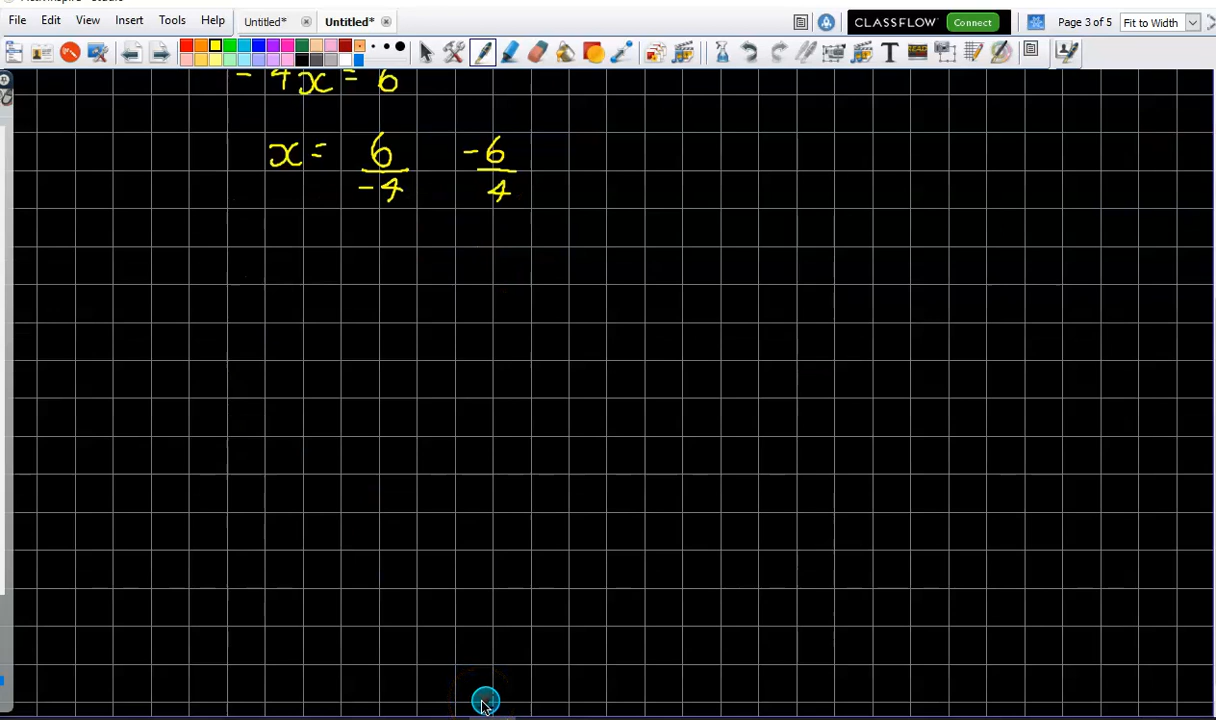 File Edit View Insert Tools Help Untitled* Untitled* CLASSFLOW Connect Page 3 of 5 Fit to Width
- 4x = 6
x = 6/-4 -6/4